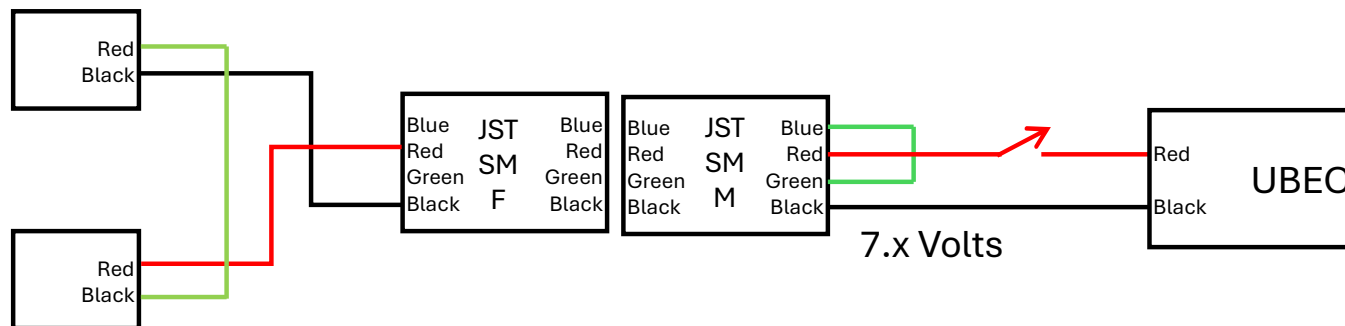 Red
Black
Red
Black
Blue
Red
Green
Black
JST
SM
F
Blue
Red
Green
Black
Blue
Red
Green
Black
JST
SM
M
Blue
Red
Green
Black
7.x Volts
Red
Black
UBEC